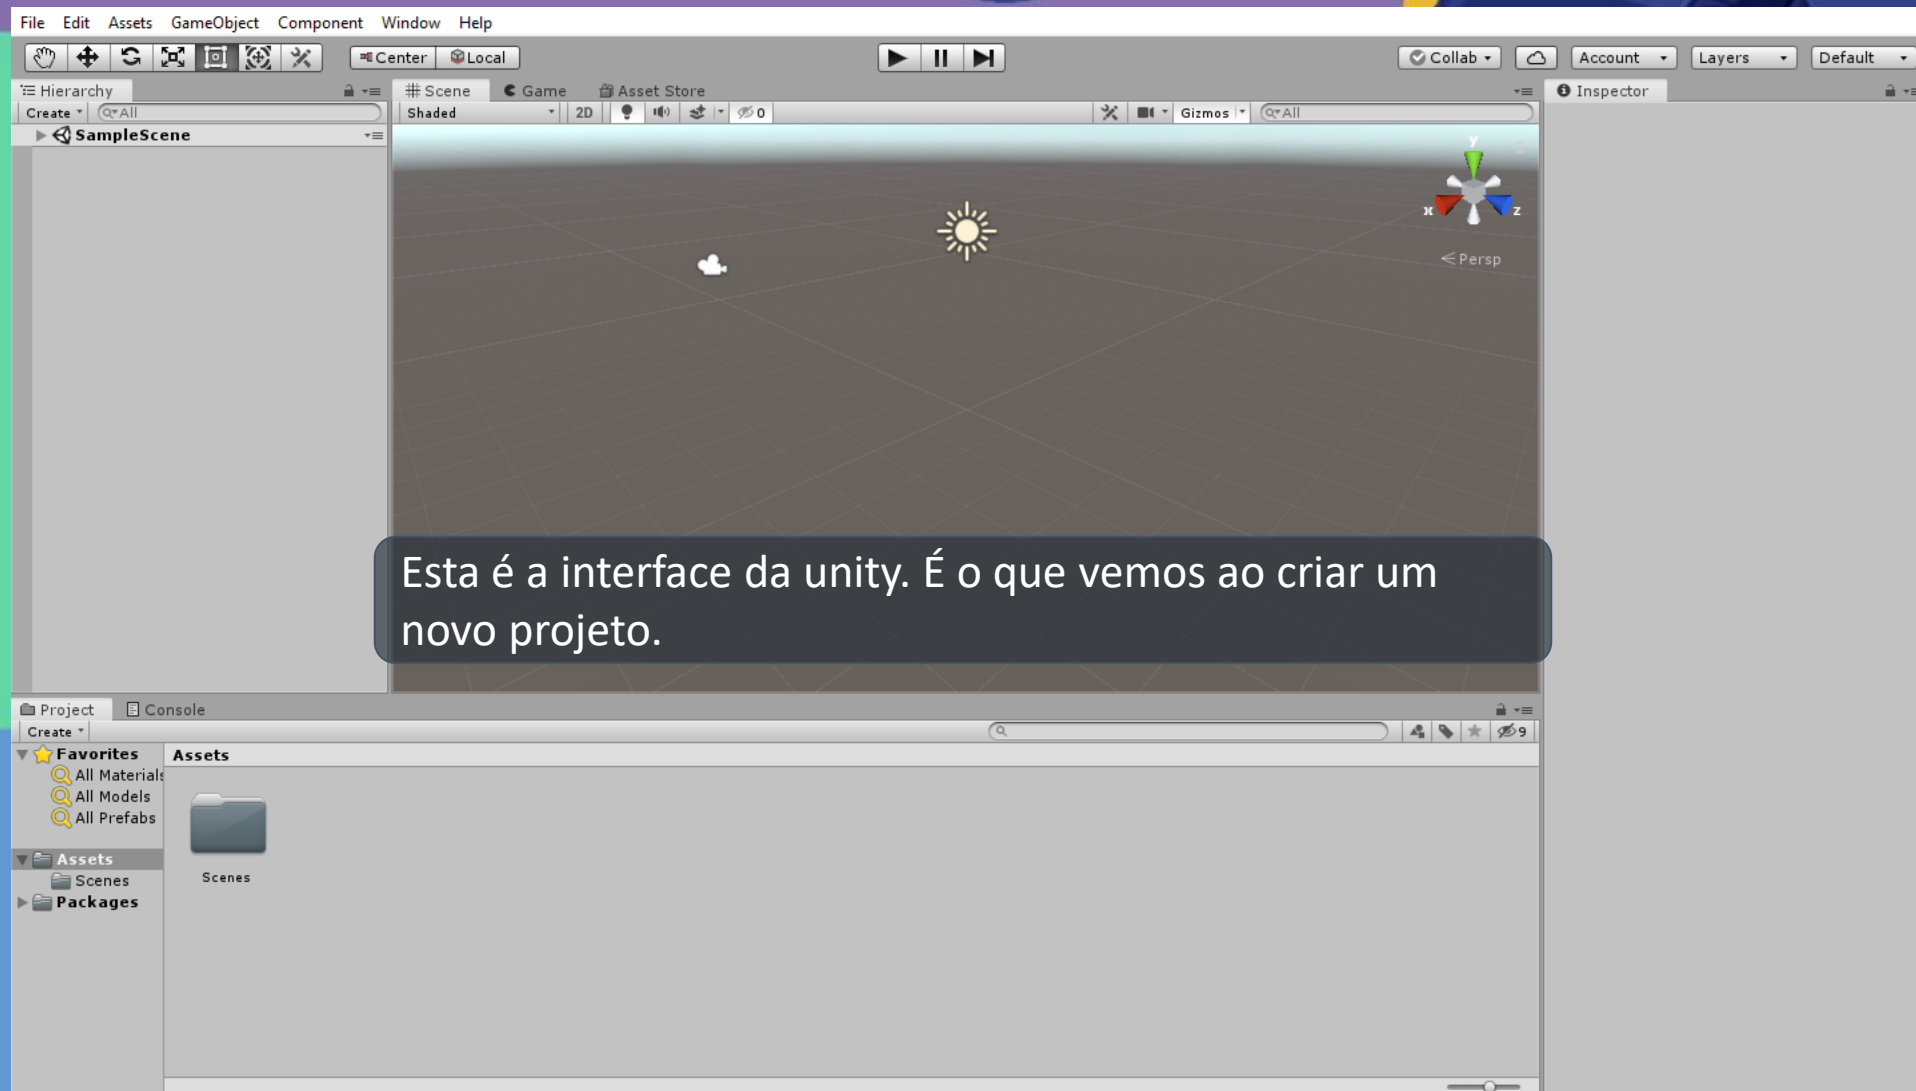 File Edit Assets GameObject Component Window Help
Center Local Collab Account Layers Default
Hierarchy
Create All
SampleScene
Scene Game Asset Store
Shaded 2D 0 Gizmos All
y
x z
Persp
Inspector
Esta é a interface da unity. É o que vemos ao criar um
novo projeto.
Project Console
Create 9
Favorites
All Materials
All Models
All Prefabs
Assets
Scenes
Packages
Assets
Scenes